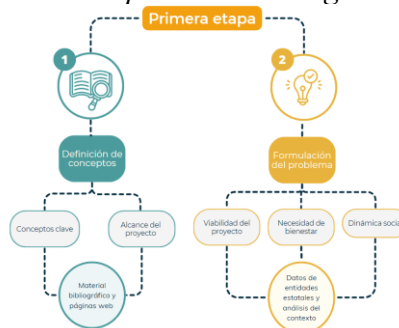 Primera etapa
1
2
Definición de
conceptos
Formulación
del problema
Conceptos clave
Alcance del
proyecto
Viabilidad del
proyecto
Necesidad de
bienestar
Dinámica social
Material
bibliográfico y
páginas web
Datos de
entidades
estatales y
análisis del
contexto